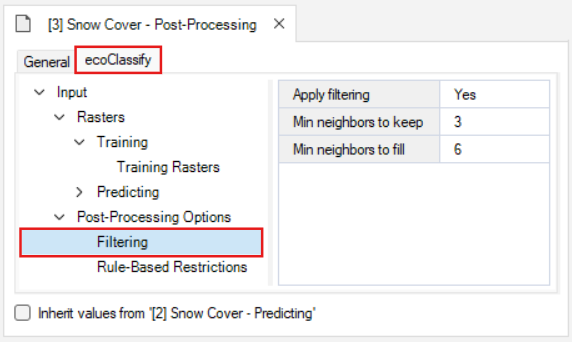 [3] Snow Cover - Post-Processing
General ecoClassify
Input
Rasters
Training
Training Rasters
Predicting
Post-Processing Options
Filtering
Rule-Based Restrictions
Apply filtering Yes
Min neighbors to keep 3
Min neighbors to fill 6
Inherit values from '[2] Snow Cover - Predicting'